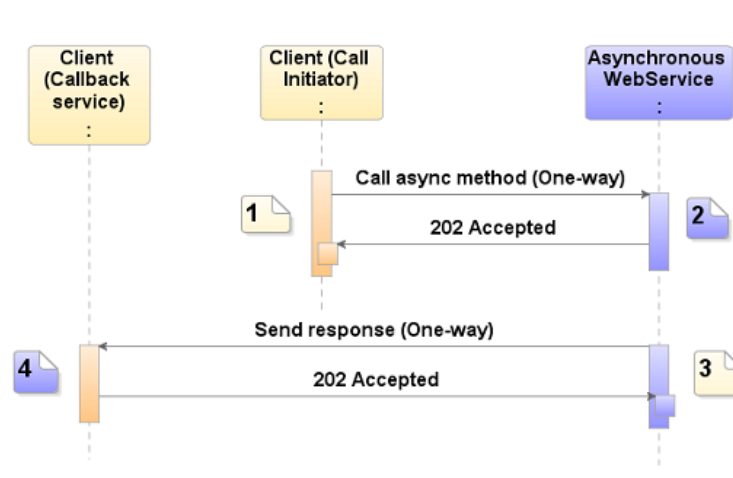 Client
(Callback
service)
:
Client (Call
Initiator)
:
Asynchronous
WebService
:
Call async method (One-way)
1
2
202 Accepted
Send response (One-way)
4
3
202 Accepted